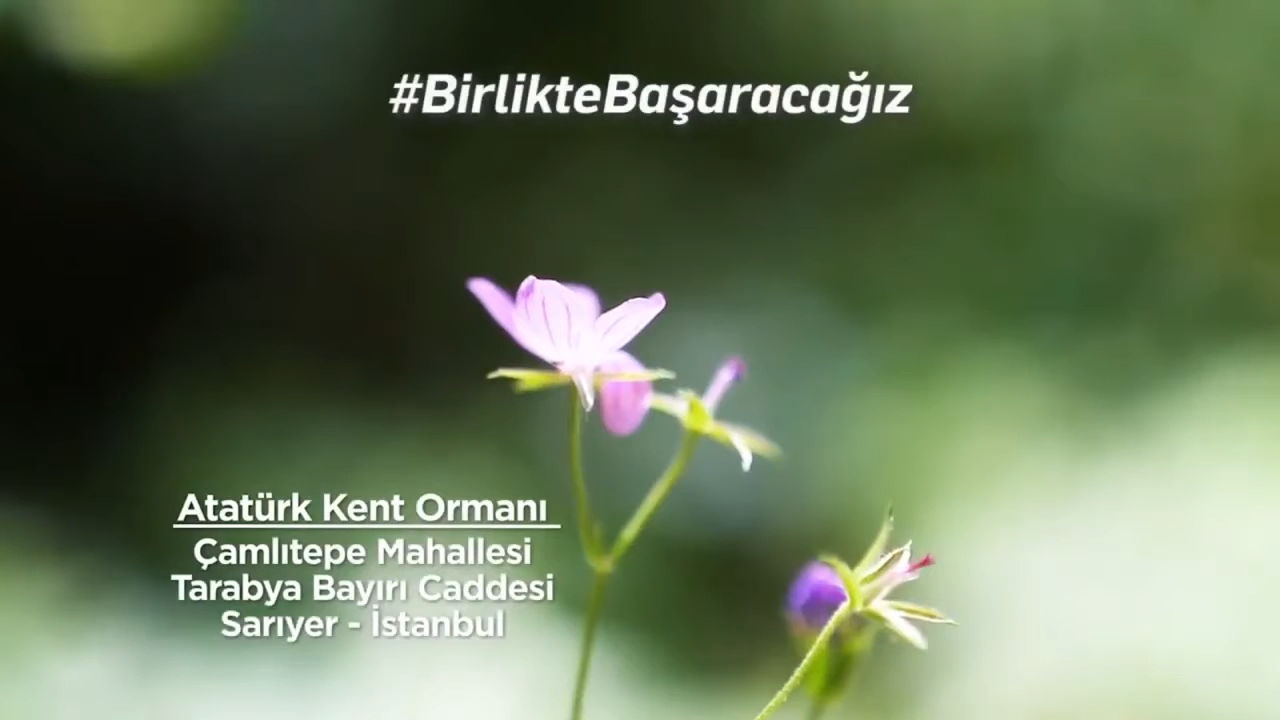 #BirlikteBaşaracağız
Atatürk Kent Ormanı
Çamlıtepe Mahallesi
Tarabya Bayırı Caddesi
Sarıyer - İstanbul